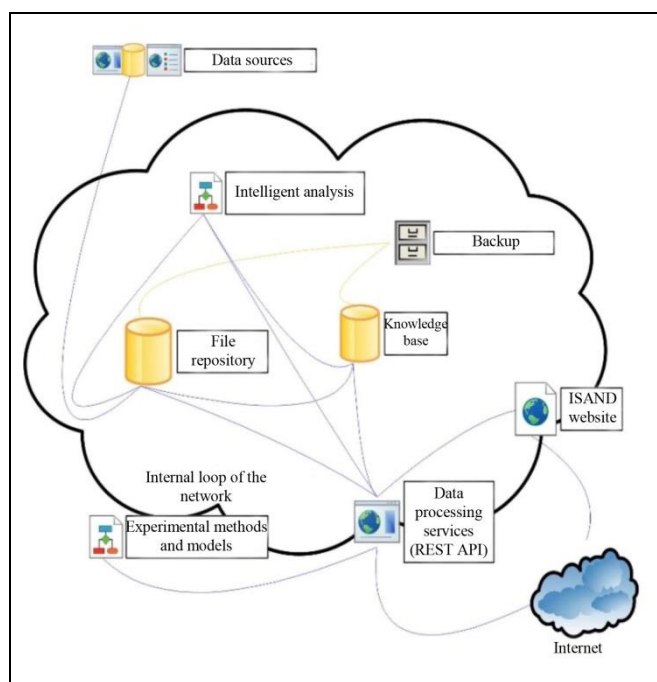 Data sources
Intelligent analysis
Backup
File
repository
Knowledge
base
ISAND
website
Internal loop of the
network
Experimental methods
and models
Data
processing
services
(REST API)
Internet